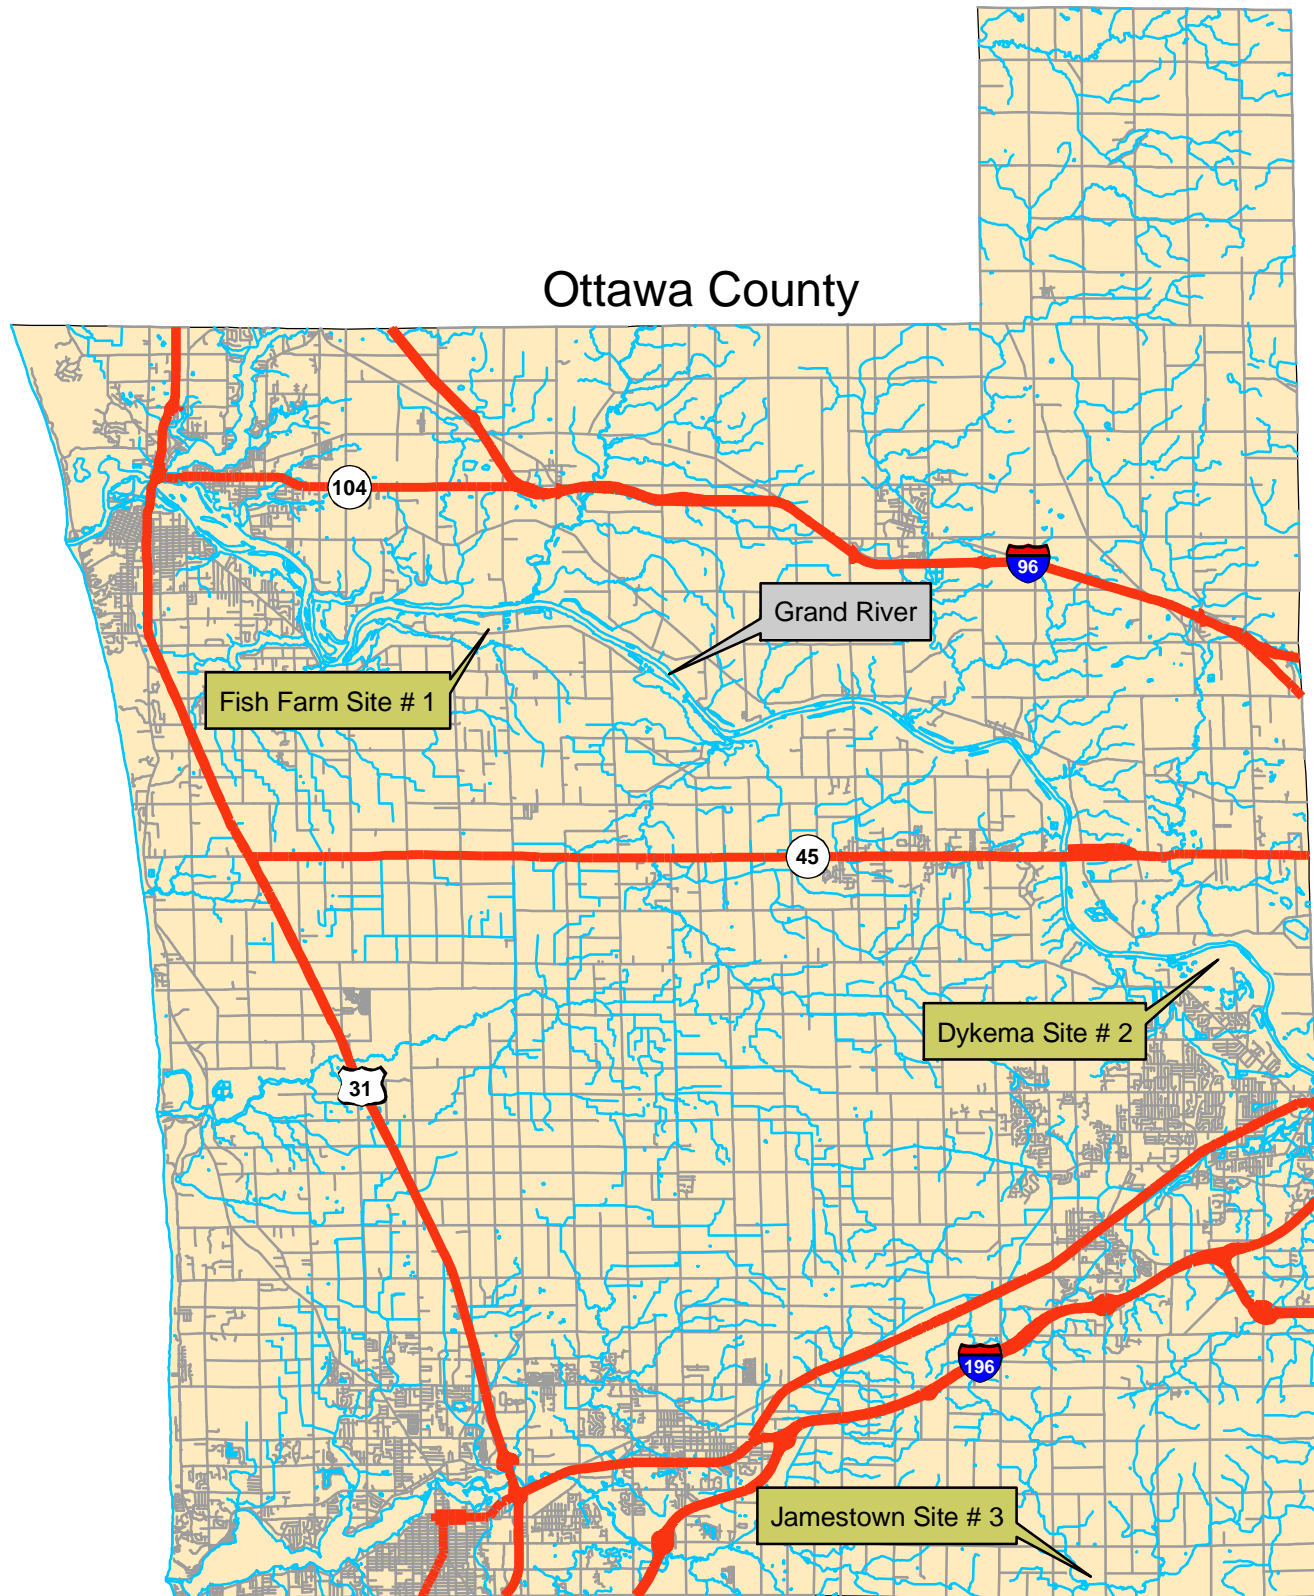 Ottawa County
104
96
Grand River
Fish Farm Site # 1
45
Dykema Site # 2
31
196
Jamestown Site # 3